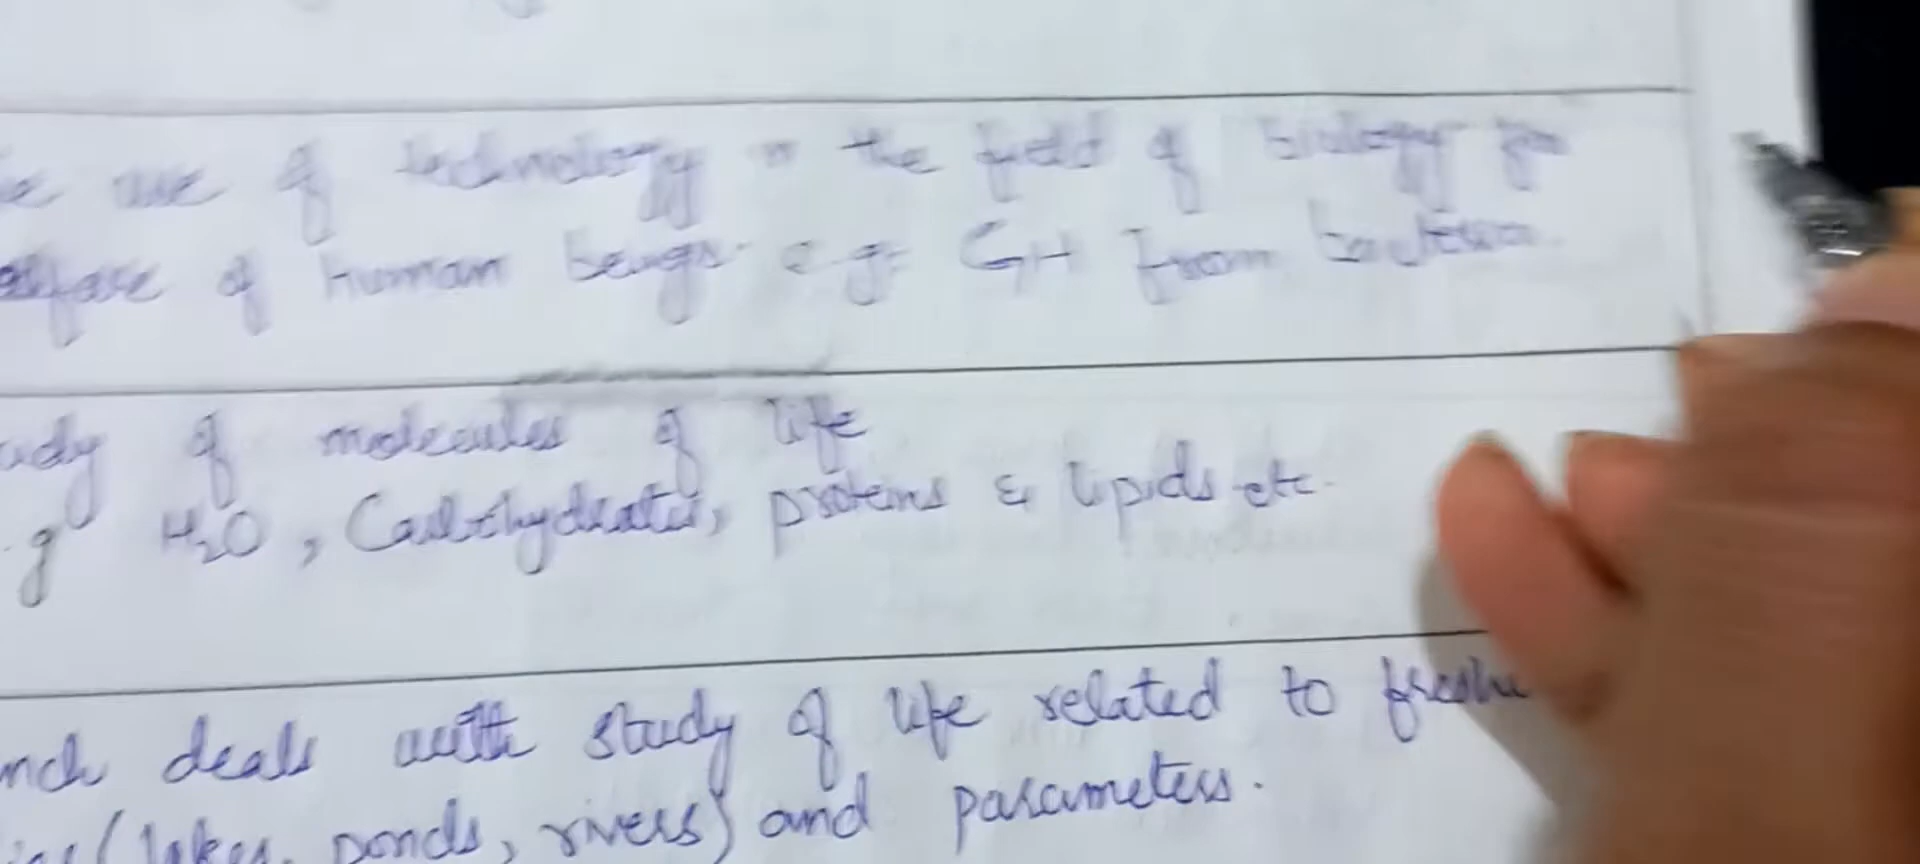 use of technology in the field of biology for
of human beings. e.g: GH from bacteria.
of molecules of life
.g H₂O, Carbohydrates, proteins & lipids etc.
deals with study of life related to
(lakes, ponds, rivers) and parameters.